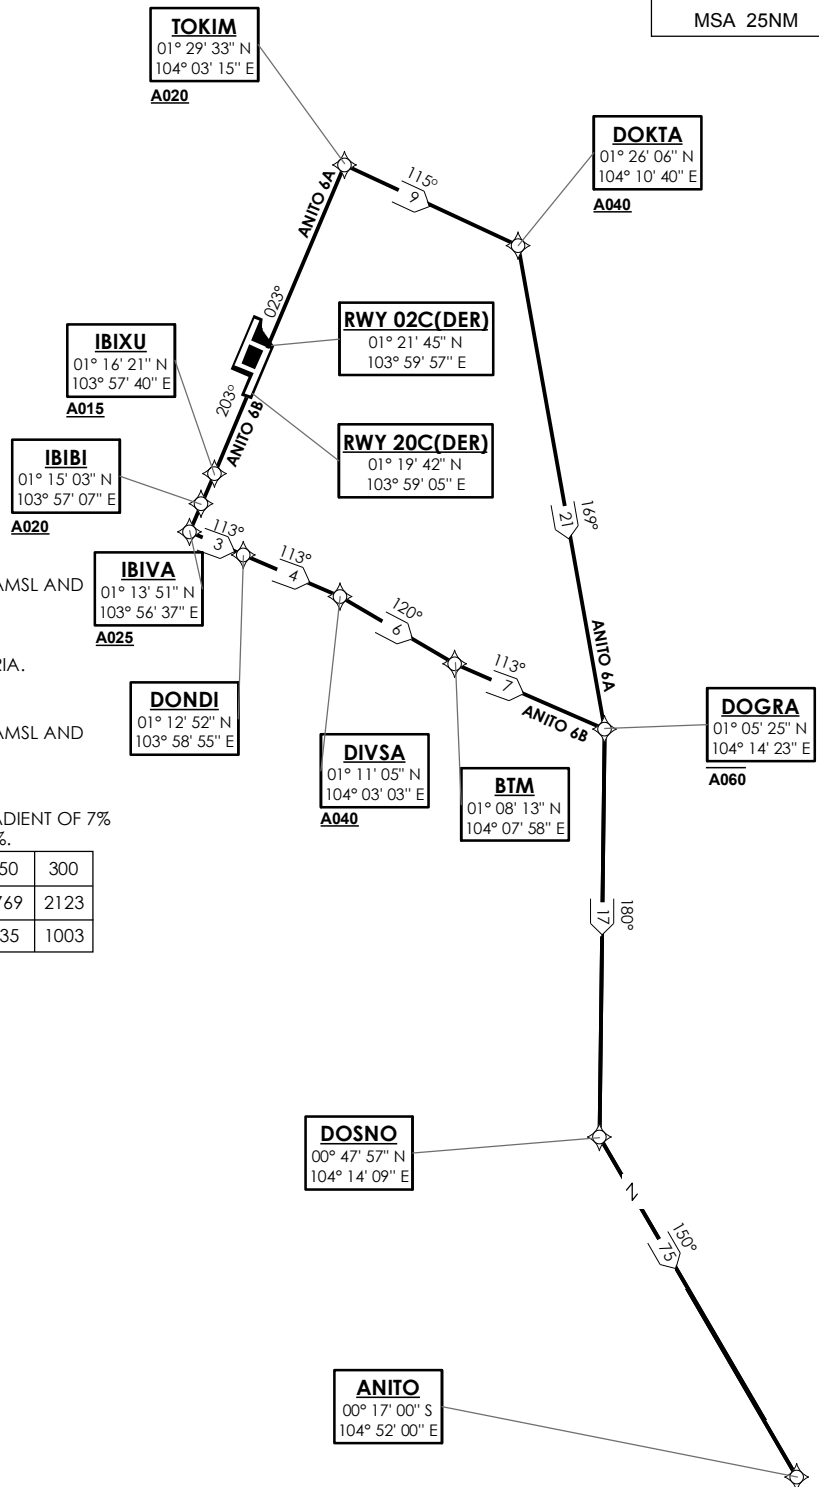 MSA 25NM
TOKIM
01° 29' 33" N
104° 03' 15" E
A020
DOKTA
01° 26' 06" N
104° 10' 40" E
A040
115°
9
ANITO 6A
023°
RWY 02C(DER)
01° 21' 45" N
103° 59' 57" E
IBIXU
01° 16' 21" N
103° 57' 40" E
A015
203°
ANITO 6B
RWY 20C(DER)
01° 19' 42" N
103° 59' 05" E
IBIBI
01° 15' 03" N
103° 57' 07" E
A020
169°
21
113°
3
113°
4
IBIVA
01° 13' 51" N
103° 56' 37" E
A025
AMSL AND
120°
6
ANITO 6A
RIA.
113°
7
ANITO 6B
DONDI
01° 12' 52" N
103° 58' 55" E
DOGRA
01° 05' 25" N
104° 14' 23" E
A060
AMSL AND
DIVSA
01° 11' 05" N
104° 03' 03" E
A040
BTM
01° 08' 13" N
104° 07' 58" E
ADIENT OF 7%
%.
50 300
769 2123
35 1003
180°
17
DOSNO
00° 47' 57" N
104° 14' 09" E
N
150°
75
ANITO
00° 17' 00" S
104° 52' 00" E